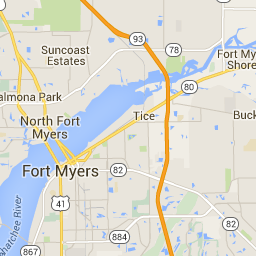 93
Suncoast
Estates
78
Fort My
Shore
almona Park
80
North Fort
Myers
Tice
Buck
Fort Myers
82
41
82
884
867
hatchee River